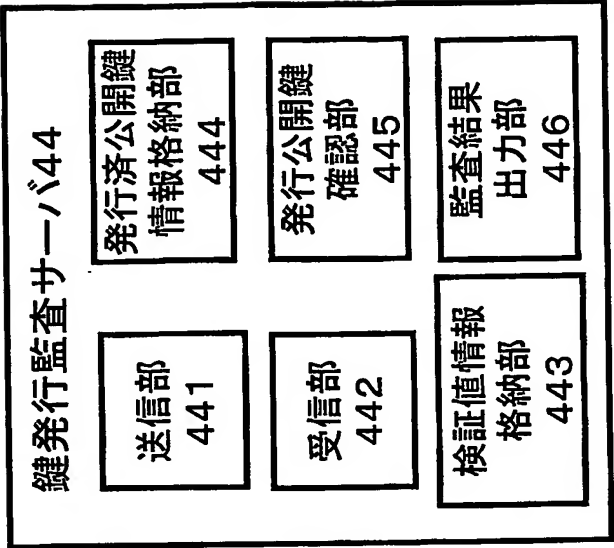 鍵発行監査サーバ44
送信部
441
受信部
442
検証値情報
格納部
443
発行済公開鍵
情報格納部
444
発行公開鍵
確認部
445
監査結果
出力部
446